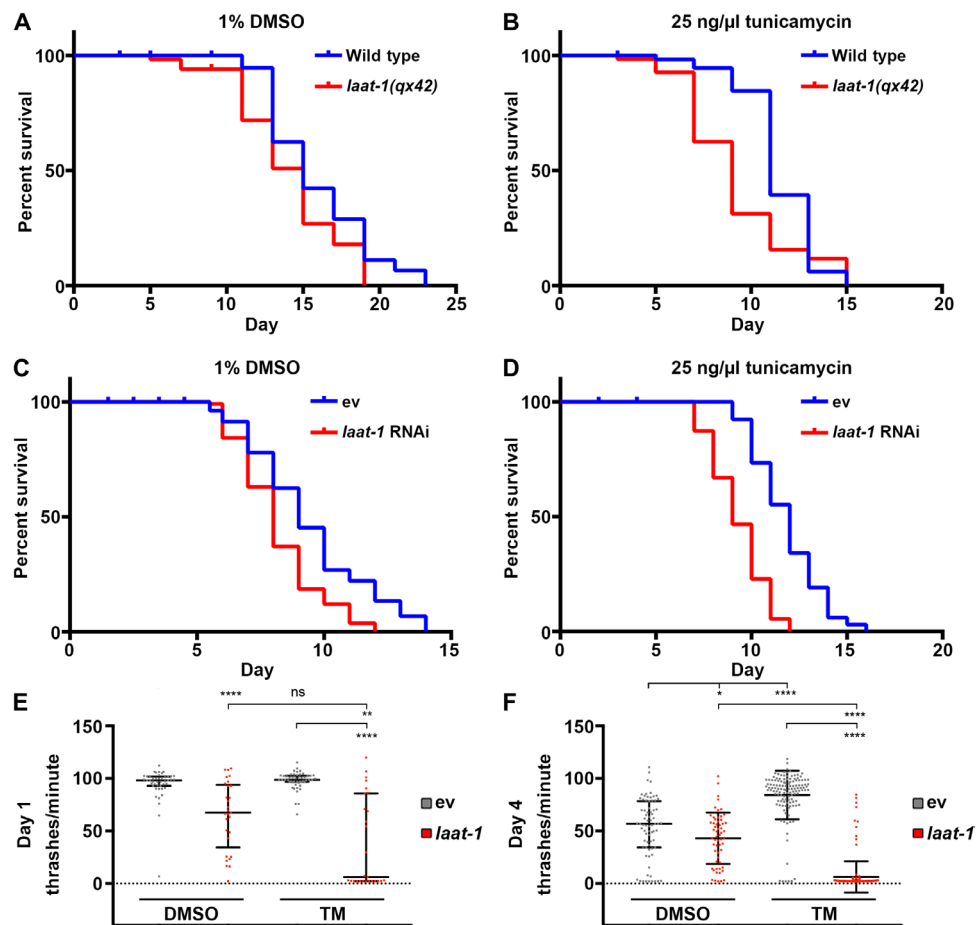 A
1% DMSO
Percent survival
100
50
0
0 5 10 15 20 25
Day
Wild type
laat-1(qx42)
B
25 ng/μl tunicamycin
Percent survival
100
50
0
0 5 10 15 20
Day
Wild type
laat-1(qx42)
C
1% DMSO
Percent survival
100
50
0
0 5 10 15
Day
ev
laat-1 RNAi
D
25 ng/μl tunicamycin
Percent survival
100
50
0
0 5 10 15 20
Day
ev
laat-1 RNAi
E
Day 1
thrashes/minute
150
100
50
0
**** ns
**
****
DMSO TM
ev
laat-1
F
Day 4
thrashes/minute
150
100
50
0
* ****
****
****
DMSO TM
ev
laat-1